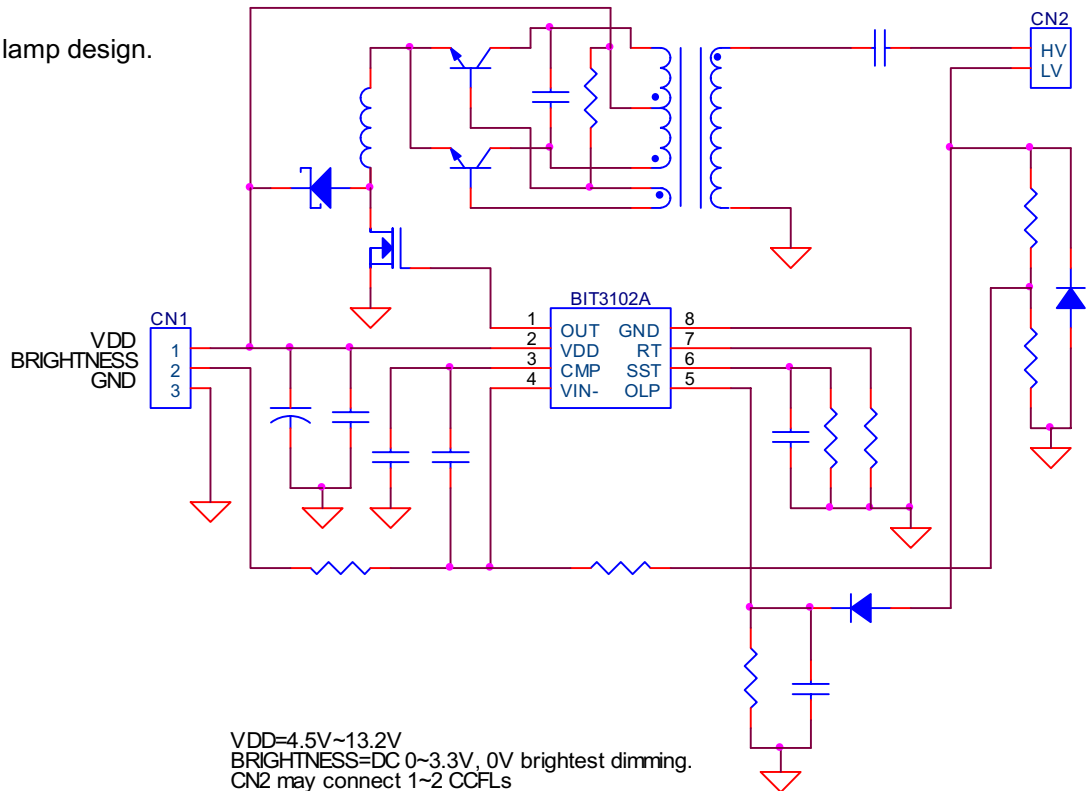 lamp design.
CN2
HV
LV
BIT3102A
1 OUT GND 8
2 VDD RT 7
3 CMP SST 6
4 VIN- OLP 5
CN1
VDD 1
BRIGHTNESS 2
GND 3
VDD=4.5V~13.2V
BRIGHTNESS=DC 0~3.3V, 0V brightest dimming.
CN2 may connect 1~2 CCFLs